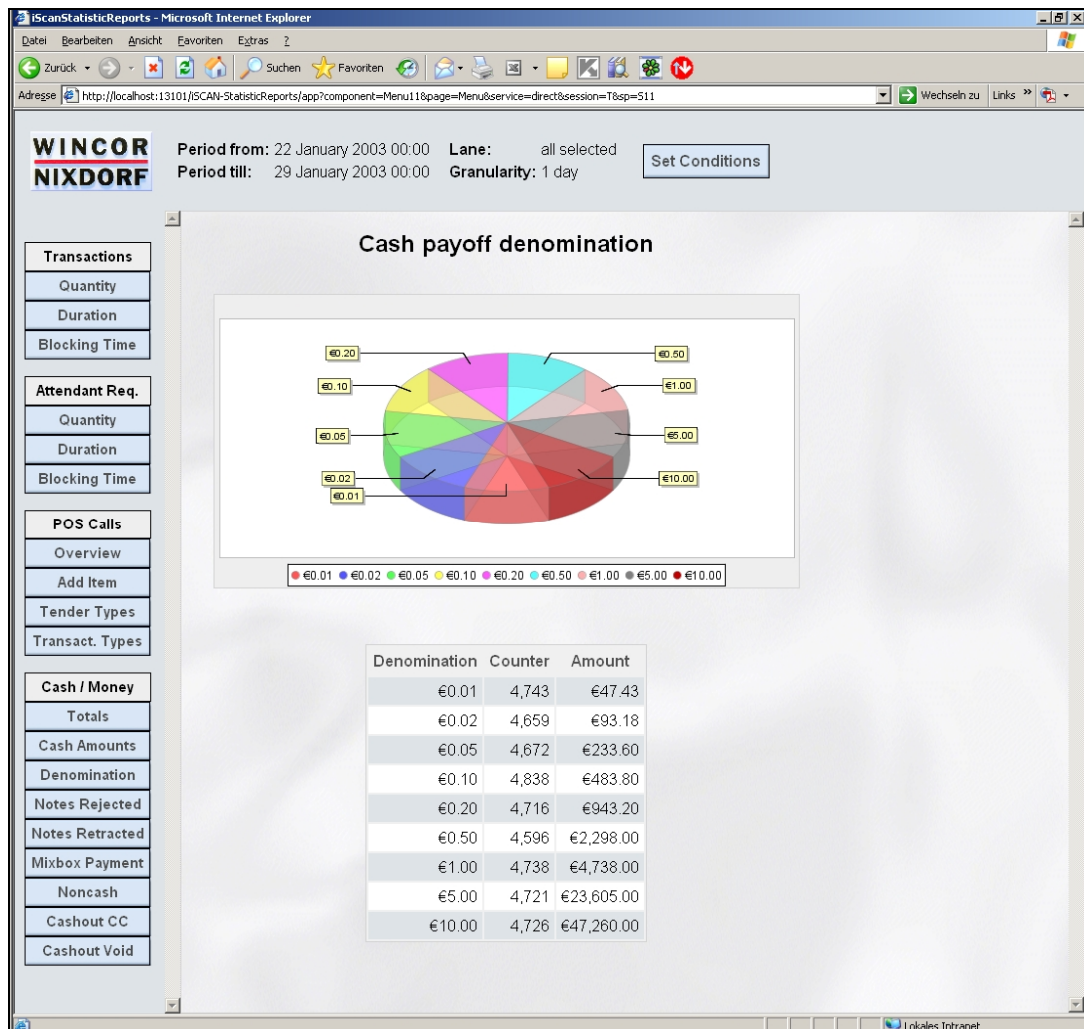 iScanStatisticReports - Microsoft Internet Explorer
Datei Bearbeiten Ansicht Favoriten Extras ?
Zurück Suchen Favoriten
Adresse http://localhost:13101/iSCAN-StatisticReports/app?component=Menu11&page=Menu&service=direct&session=T&sp=S11 Wechseln zu Links »
WINCOR
NIXDORF
Period from: 22 January 2003 00:00 Lane: all selected
Period till: 29 January 2003 00:00 Granularity: 1 day
Set Conditions
Transactions
Quantity
Duration
Blocking Time
Attendant Req.
Quantity
Duration
Blocking Time
POS Calls
Overview
Add Item
Tender Types
Transact. Types
Cash / Money
Totals
Cash Amounts
Denomination
Notes Rejected
Notes Retracted
Mixbox Payment
Noncash
Cashout CC
Cashout Void
Cash payoff denomination
€0.20 €0.50
€0.10 €1.00
€0.05 €5.00
€0.02 €10.00
€0.01
€0.01 €0.02 €0.05 €0.10 €0.20 €0.50 €1.00 €5.00 €10.00
Denomination Counter Amount
€0.01 4,743 €47.43
€0.02 4,659 €93.18
€0.05 4,672 €233.60
€0.10 4,838 €483.80
€0.20 4,716 €943.20
€0.50 4,596 €2,298.00
€1.00 4,738 €4,738.00
€5.00 4,721 €23,605.00
€10.00 4,726 €47,260.00
Lokales Intranet